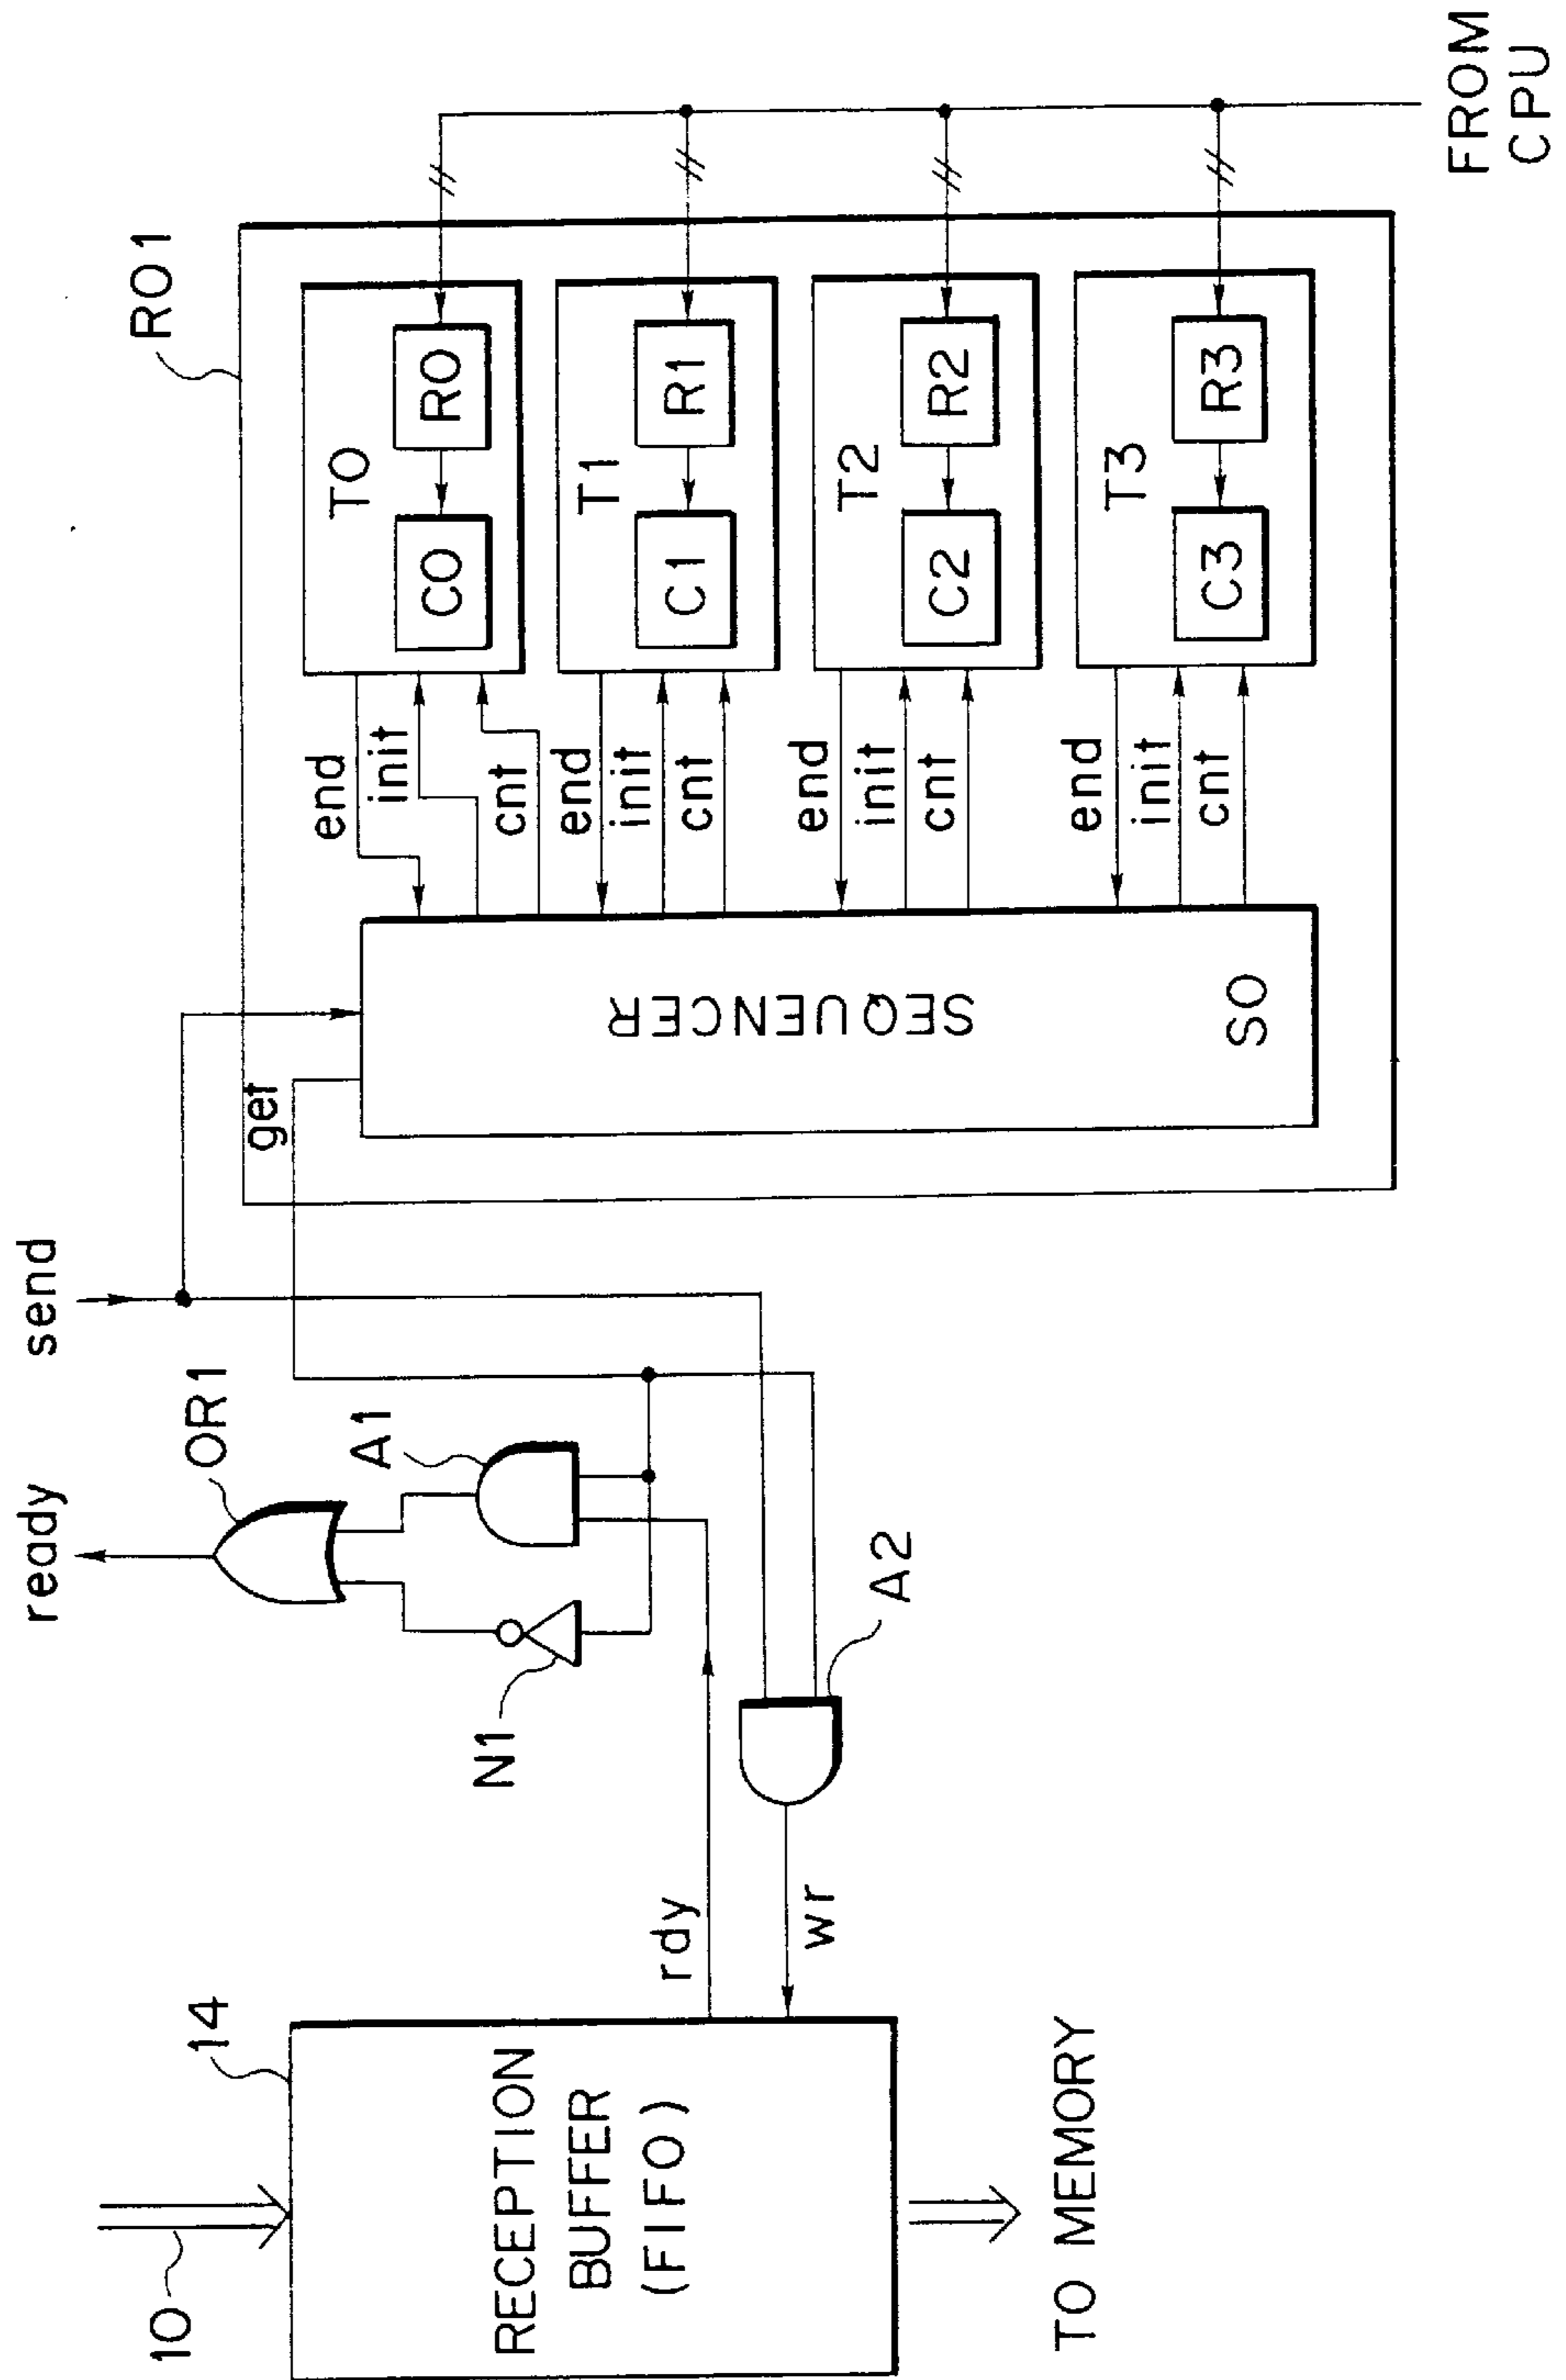 ready
send
10
14
RECEPTION
BUFFER
(FIFO)
TO MEMORY
rdy
wr
OR1
A1
N1
A2
get
R01
SEQUENCER
S0
end
init
cnt
T0
C0
R0
end
init
cnt
T1
C1
R1
end
init
cnt
T2
C2
R2
end
init
cnt
T3
C3
R3
FROM
CPU